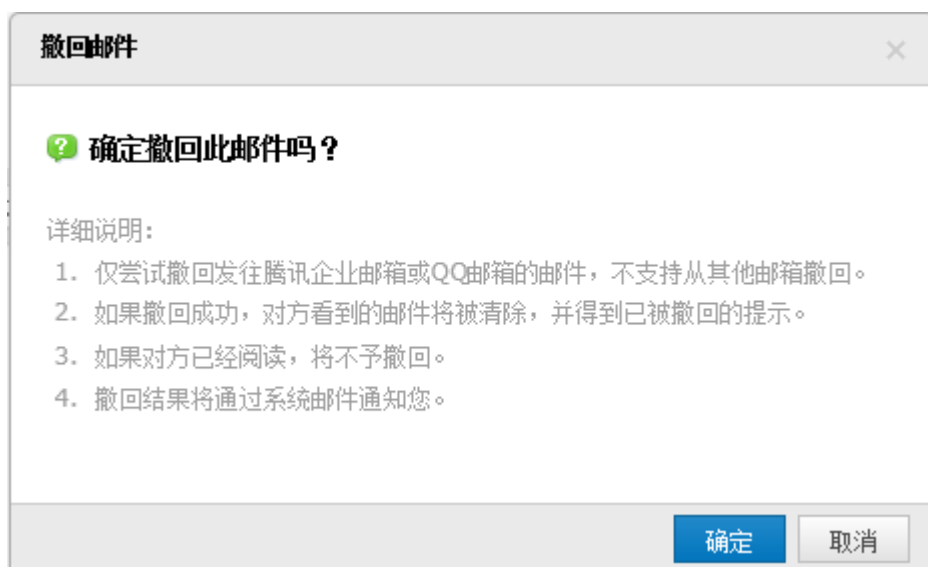 撤回邮件
确定撤回此邮件吗？
详细说明：
1. 仅尝试撤回发往腾讯企业邮箱或QQ邮箱的邮件，不支持从其他邮箱撤回。
2. 如果撤回成功，对方看到的邮件将被清除，并得到已被撤回的提示。
3. 如果对方已经阅读，将不予撤回。
4. 撤回结果将通过系统邮件通知您。
确定 取消